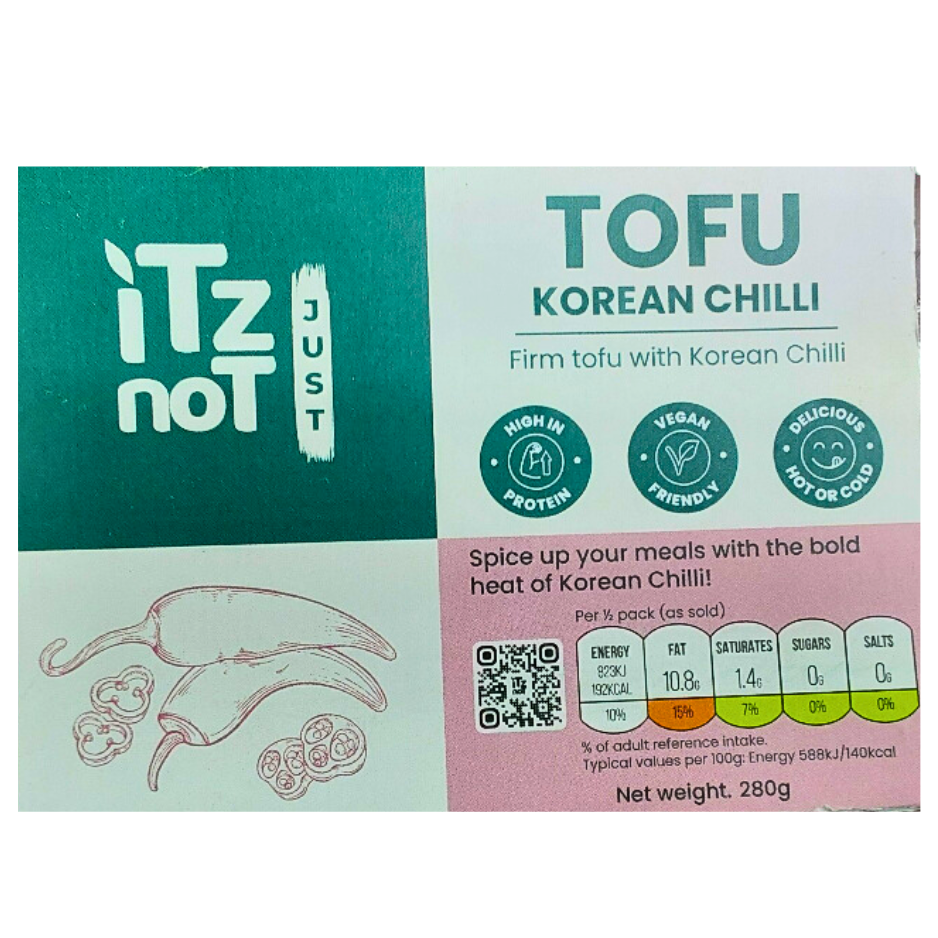 iTz
noT
JUST
TOFU
KOREAN CHILLI
Firm tofu with Korean Chilli
HIGH IN
PROTEIN
VEGAN
FRIENDLY
DELICIOUS
HOT OR COLD
Spice up your meals with the bold
heat of Korean Chilli!
Per ½ pack (as sold)
ENERGY FAT SATURATES SUGARS SALTS
823KJ
192KCAL 10.8G 1.4G 0G 0G
10% 15% 7% 0% 0%
% of adult reference intake.
Typical values per 100g: Energy 588kJ/140kcal
Net weight. 280g